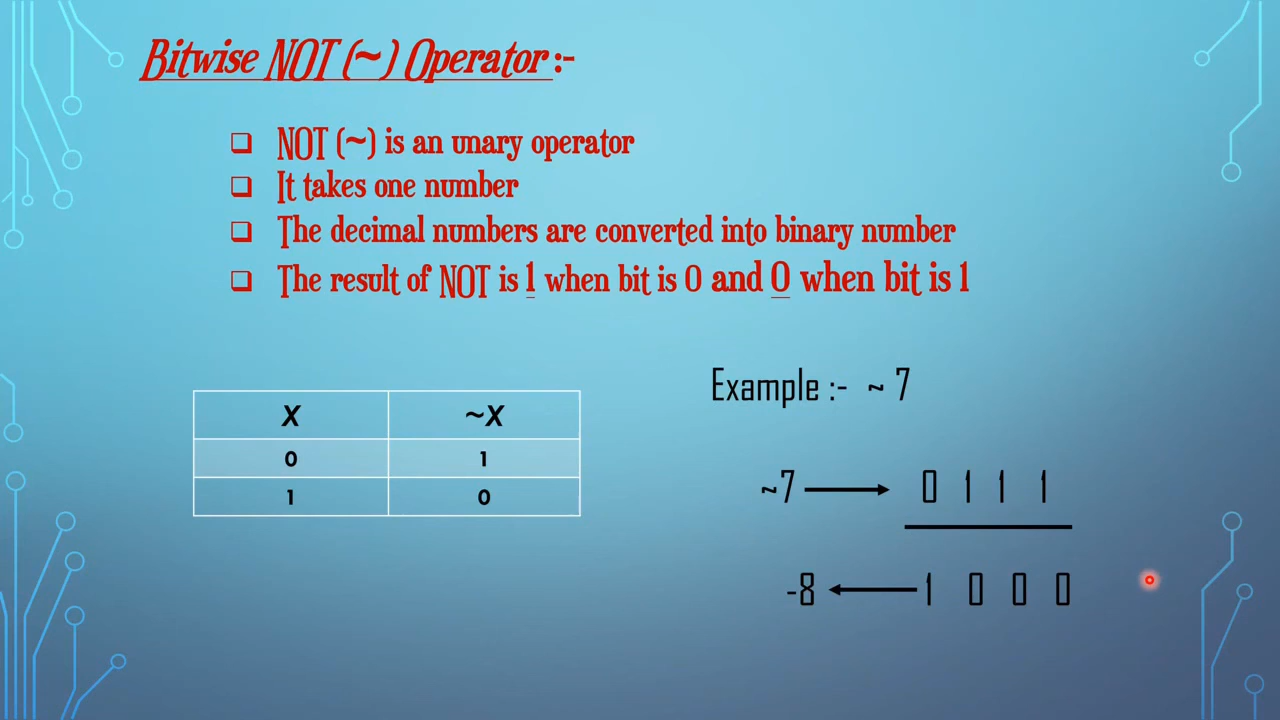 Bitwise NOT (~) Operator :-
NOT (~) is an unary operator
It takes one number
The decimal numbers are converted into binary number
The result of NOT is 1 when bit is 0 and 0 when bit is 1
X ~X
0 1
1 0
Example :- ~ 7
~7 0 1 1 1
-8 1 0 0 0